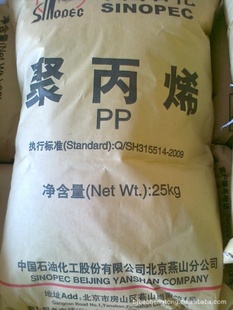 SINOPEC SINOPEC
聚丙烯
PP
执行标准(Standard):Q/SH315514-2009
净含量(Net Wt.):25kg
中国石油化工股份有限公司北京燕山分公司
SINOPEC BEIJING YANSHAN COMPANY
地址Add. 北京市房山区燕山